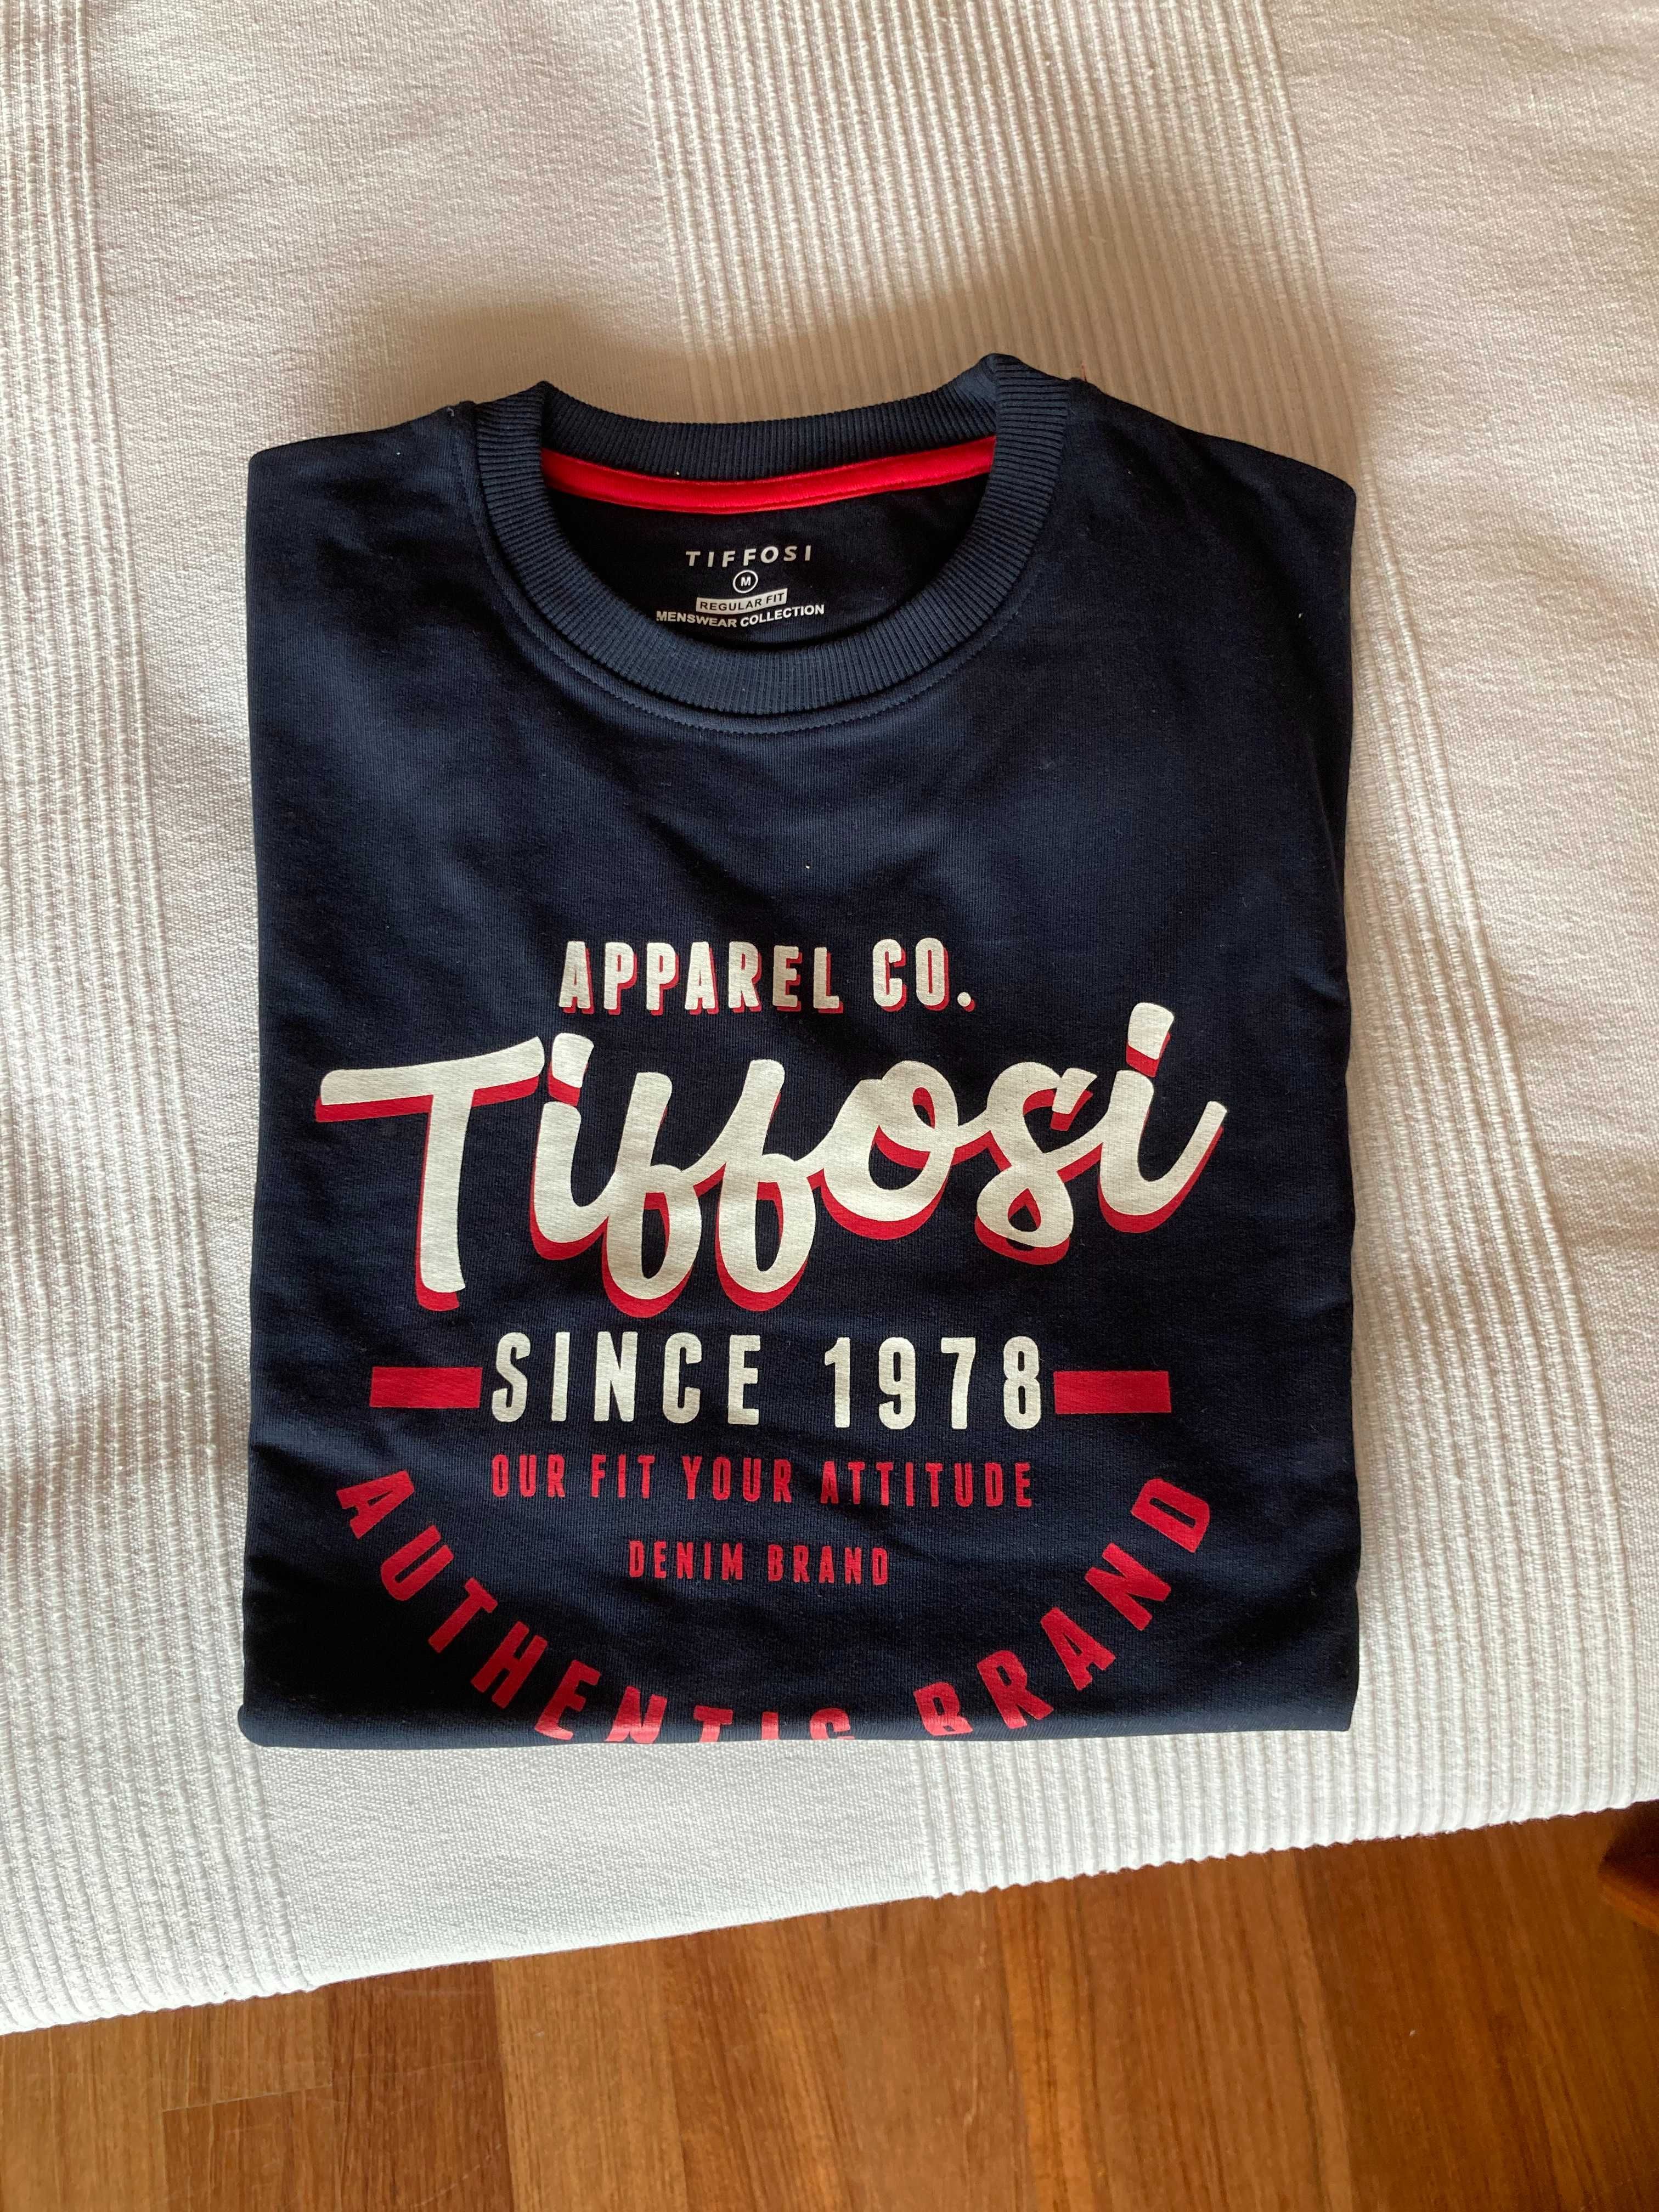 TIFFOSI
M
REGULAR FIT
MENSWEAR COLLECTION
APPAREL CO.
Tiffosi
SINCE 1978
OUR FIT YOUR ATTITUDE
DENIM BRAND
AUTHENTIC BRAND